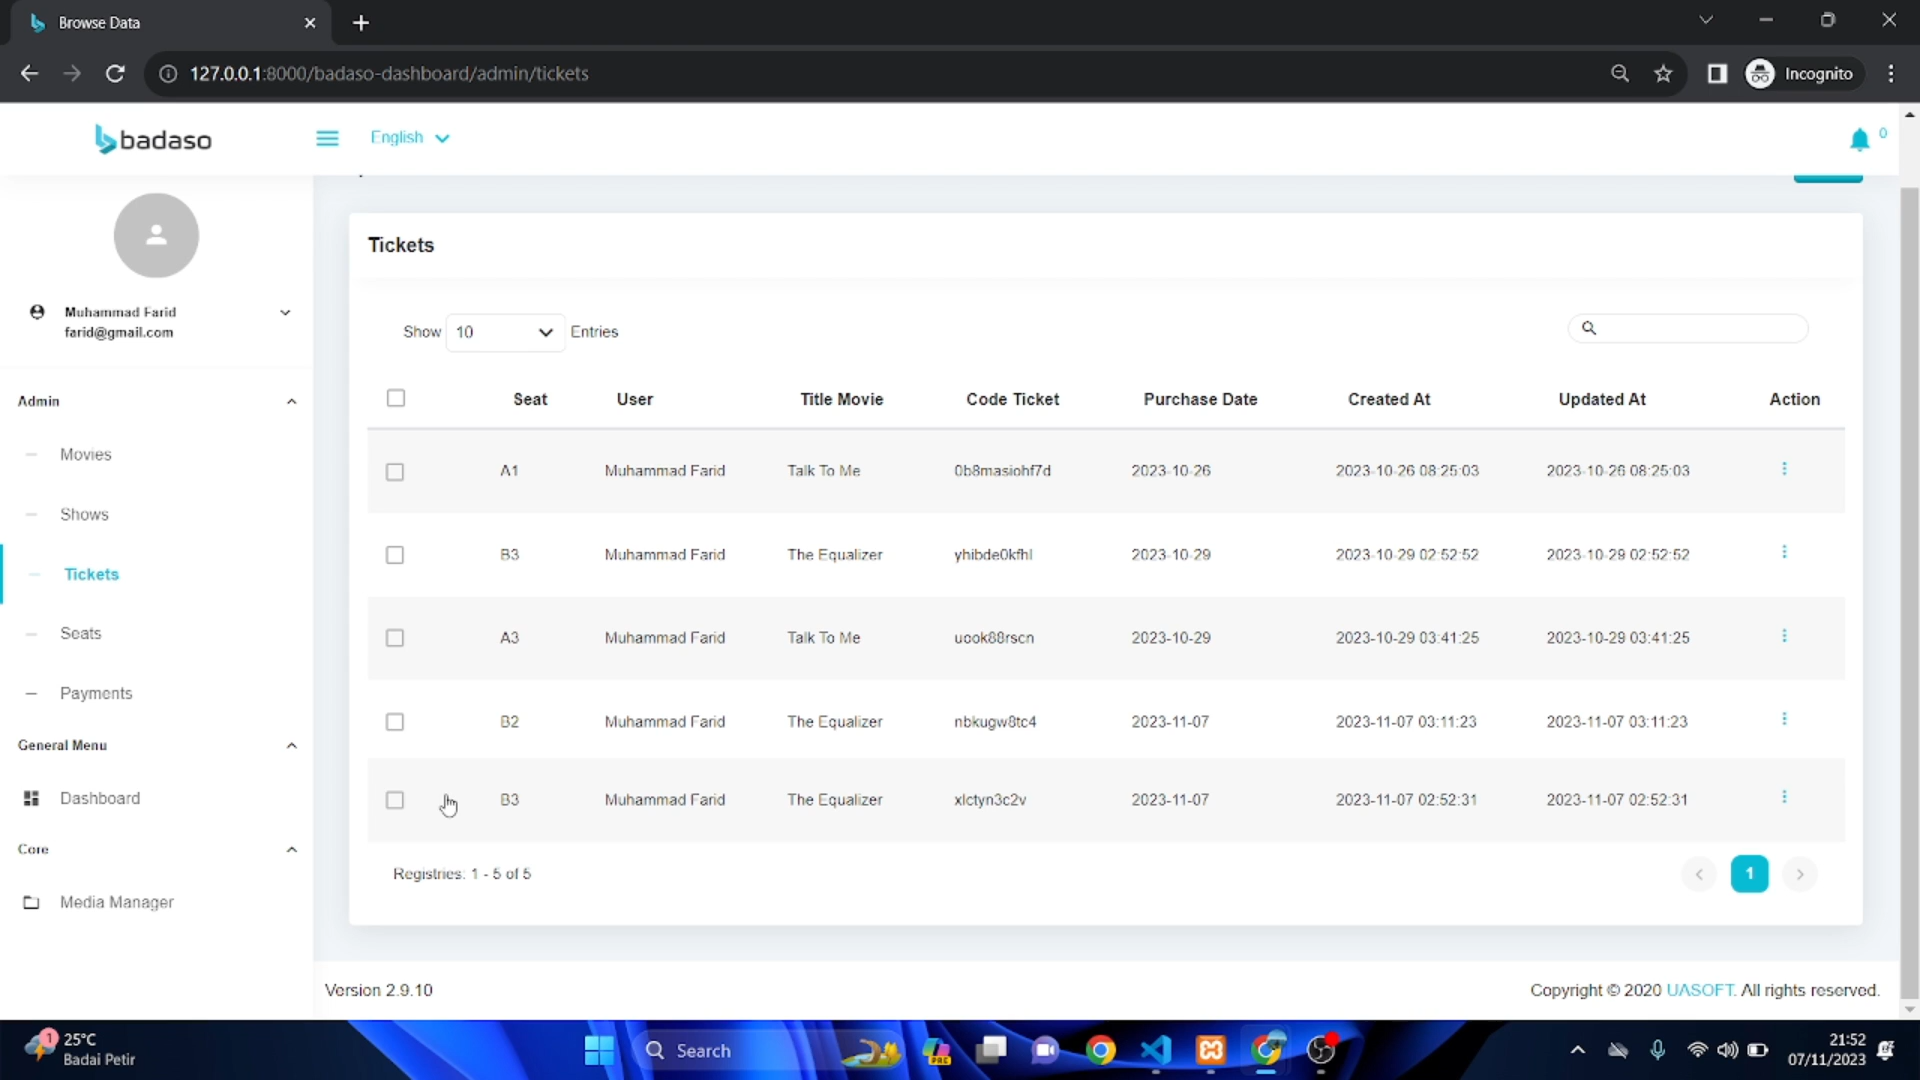 Browse Data
127.0.0.1:8000/badaso-dashboard/admin/tickets
Incognito
badaso
English
0
Muhammad Farid
farid@gmail.com
Admin
Movies
Shows
Tickets
Seats
Payments
General Menu
Dashboard
Core
Media Manager
Tickets
Show 10 Entries
Seat User Title Movie Code Ticket Purchase Date Created At Updated At Action
A1 Muhammad Farid Talk To Me 0b8masiohf7d 2023-10-26 2023-10-26 08:25:03 2023-10-26 08:25:03
B3 Muhammad Farid The Equalizer yhibde0kfhl 2023-10-29 2023-10-29 02:52:52 2023-10-29 02:52:52
A3 Muhammad Farid Talk To Me uook88rscn 2023-10-29 2023-10-29 03:41:25 2023-10-29 03:41:25
B2 Muhammad Farid The Equalizer nbkugw8tc4 2023-11-07 2023-11-07 03:11:23 2023-11-07 03:11:23
B3 Muhammad Farid The Equalizer xlctyn3c2v 2023-11-07 2023-11-07 02:52:31 2023-11-07 02:52:31
Registries: 1 - 5 of 5
1
Version 2.9.10
Copyright © 2020 UASOFT. All rights reserved.
1
25°C
Badai Petir
Search
PRE
21:52
07/11/2023